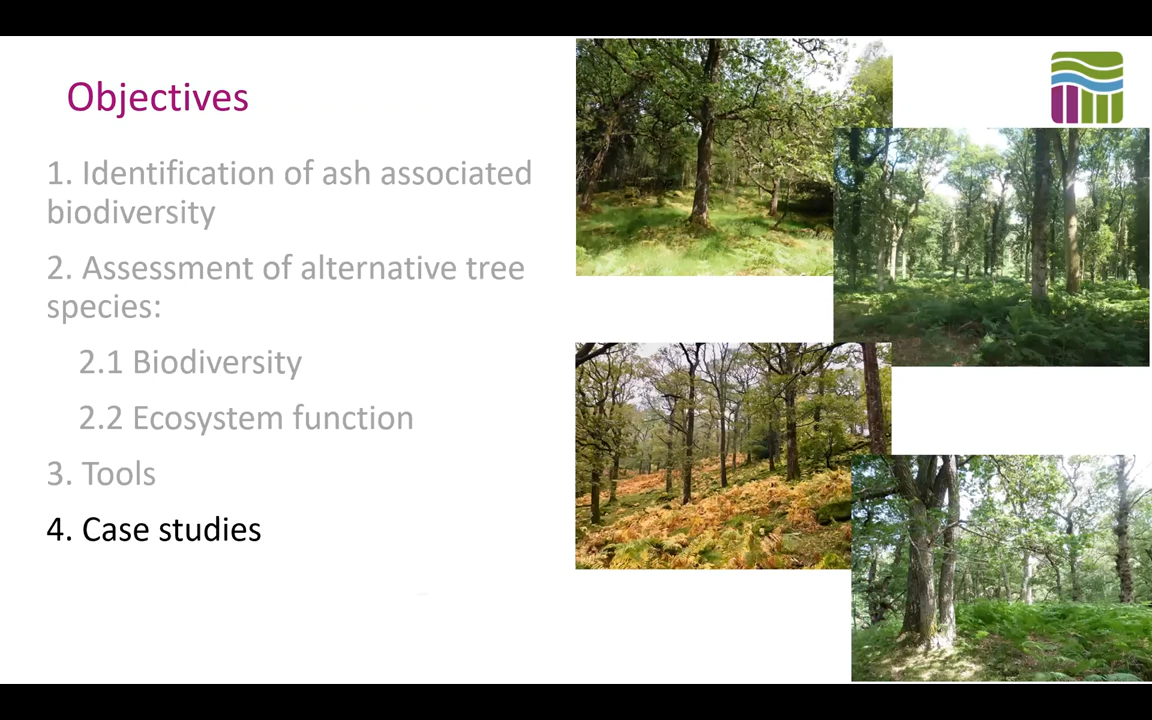 Objectives
1. Identification of ash associated
biodiversity
2. Assessment of alternative tree
species:
2.1 Biodiversity
2.2 Ecosystem function
3. Tools
4. Case studies